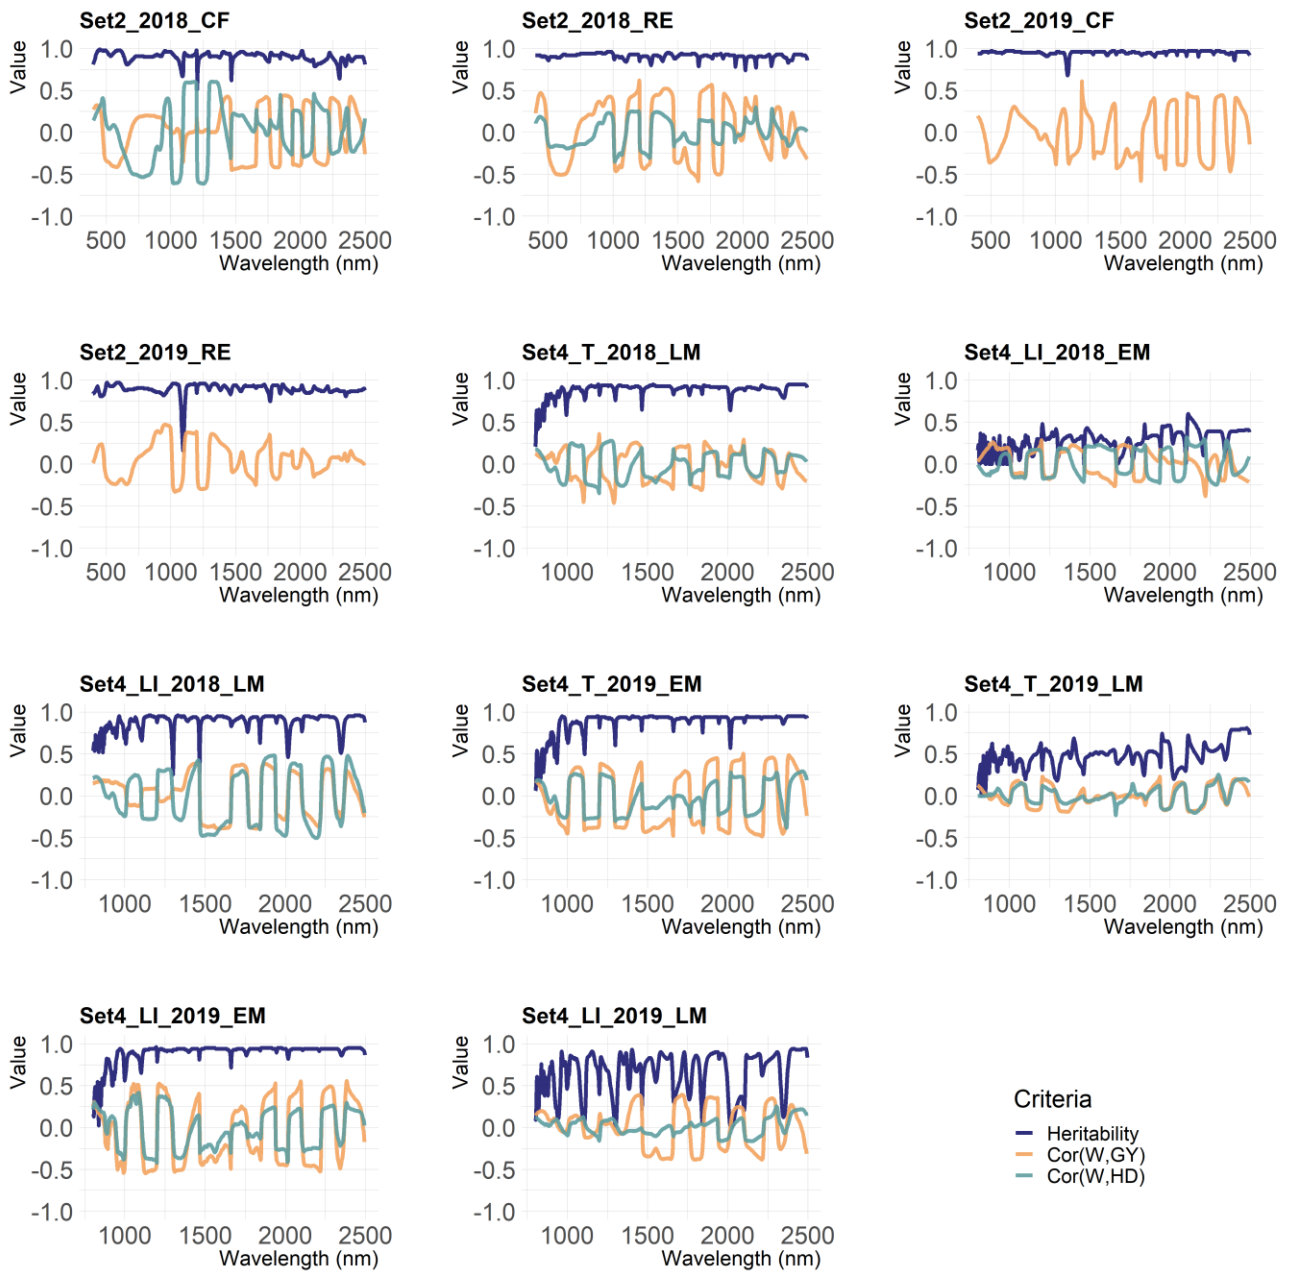 Set2_2018_CF
Value
1.0
0.5
0.0
-0.5
-1.0
500 1000 1500 2000 2500
Wavelength (nm)
Set2_2018_RE
Value
1.0
0.5
0.0
-0.5
-1.0
500 1000 1500 2000 2500
Wavelength (nm)
Set2_2019_CF
Value
1.0
0.5
0.0
-0.5
-1.0
500 1000 1500 2000 2500
Wavelength (nm)
Set2_2019_RE
Value
1.0
0.5
0.0
-0.5
-1.0
500 1000 1500 2000 2500
Wavelength (nm)
Set4_T_2018_LM
Value
1.0
0.5
0.0
-0.5
-1.0
1000 1500 2000 2500
Wavelength (nm)
Set4_LI_2018_EM
Value
1.0
0.5
0.0
-0.5
-1.0
1000 1500 2000 2500
Wavelength (nm)
Set4_LI_2018_LM
Value
1.0
0.5
0.0
-0.5
-1.0
1000 1500 2000 2500
Wavelength (nm)
Set4_T_2019_EM
Value
1.0
0.5
0.0
-0.5
-1.0
1000 1500 2000 2500
Wavelength (nm)
Set4_T_2019_LM
Value
1.0
0.5
0.0
-0.5
-1.0
1000 1500 2000 2500
Wavelength (nm)
Set4_LI_2019_EM
Value
1.0
0.5
0.0
-0.5
-1.0
1000 1500 2000 2500
Wavelength (nm)
Set4_LI_2019_LM
Value
1.0
0.5
0.0
-0.5
-1.0
1000 1500 2000 2500
Wavelength (nm)
Criteria
Heritability
Cor(W,GY)
Cor(W,HD)